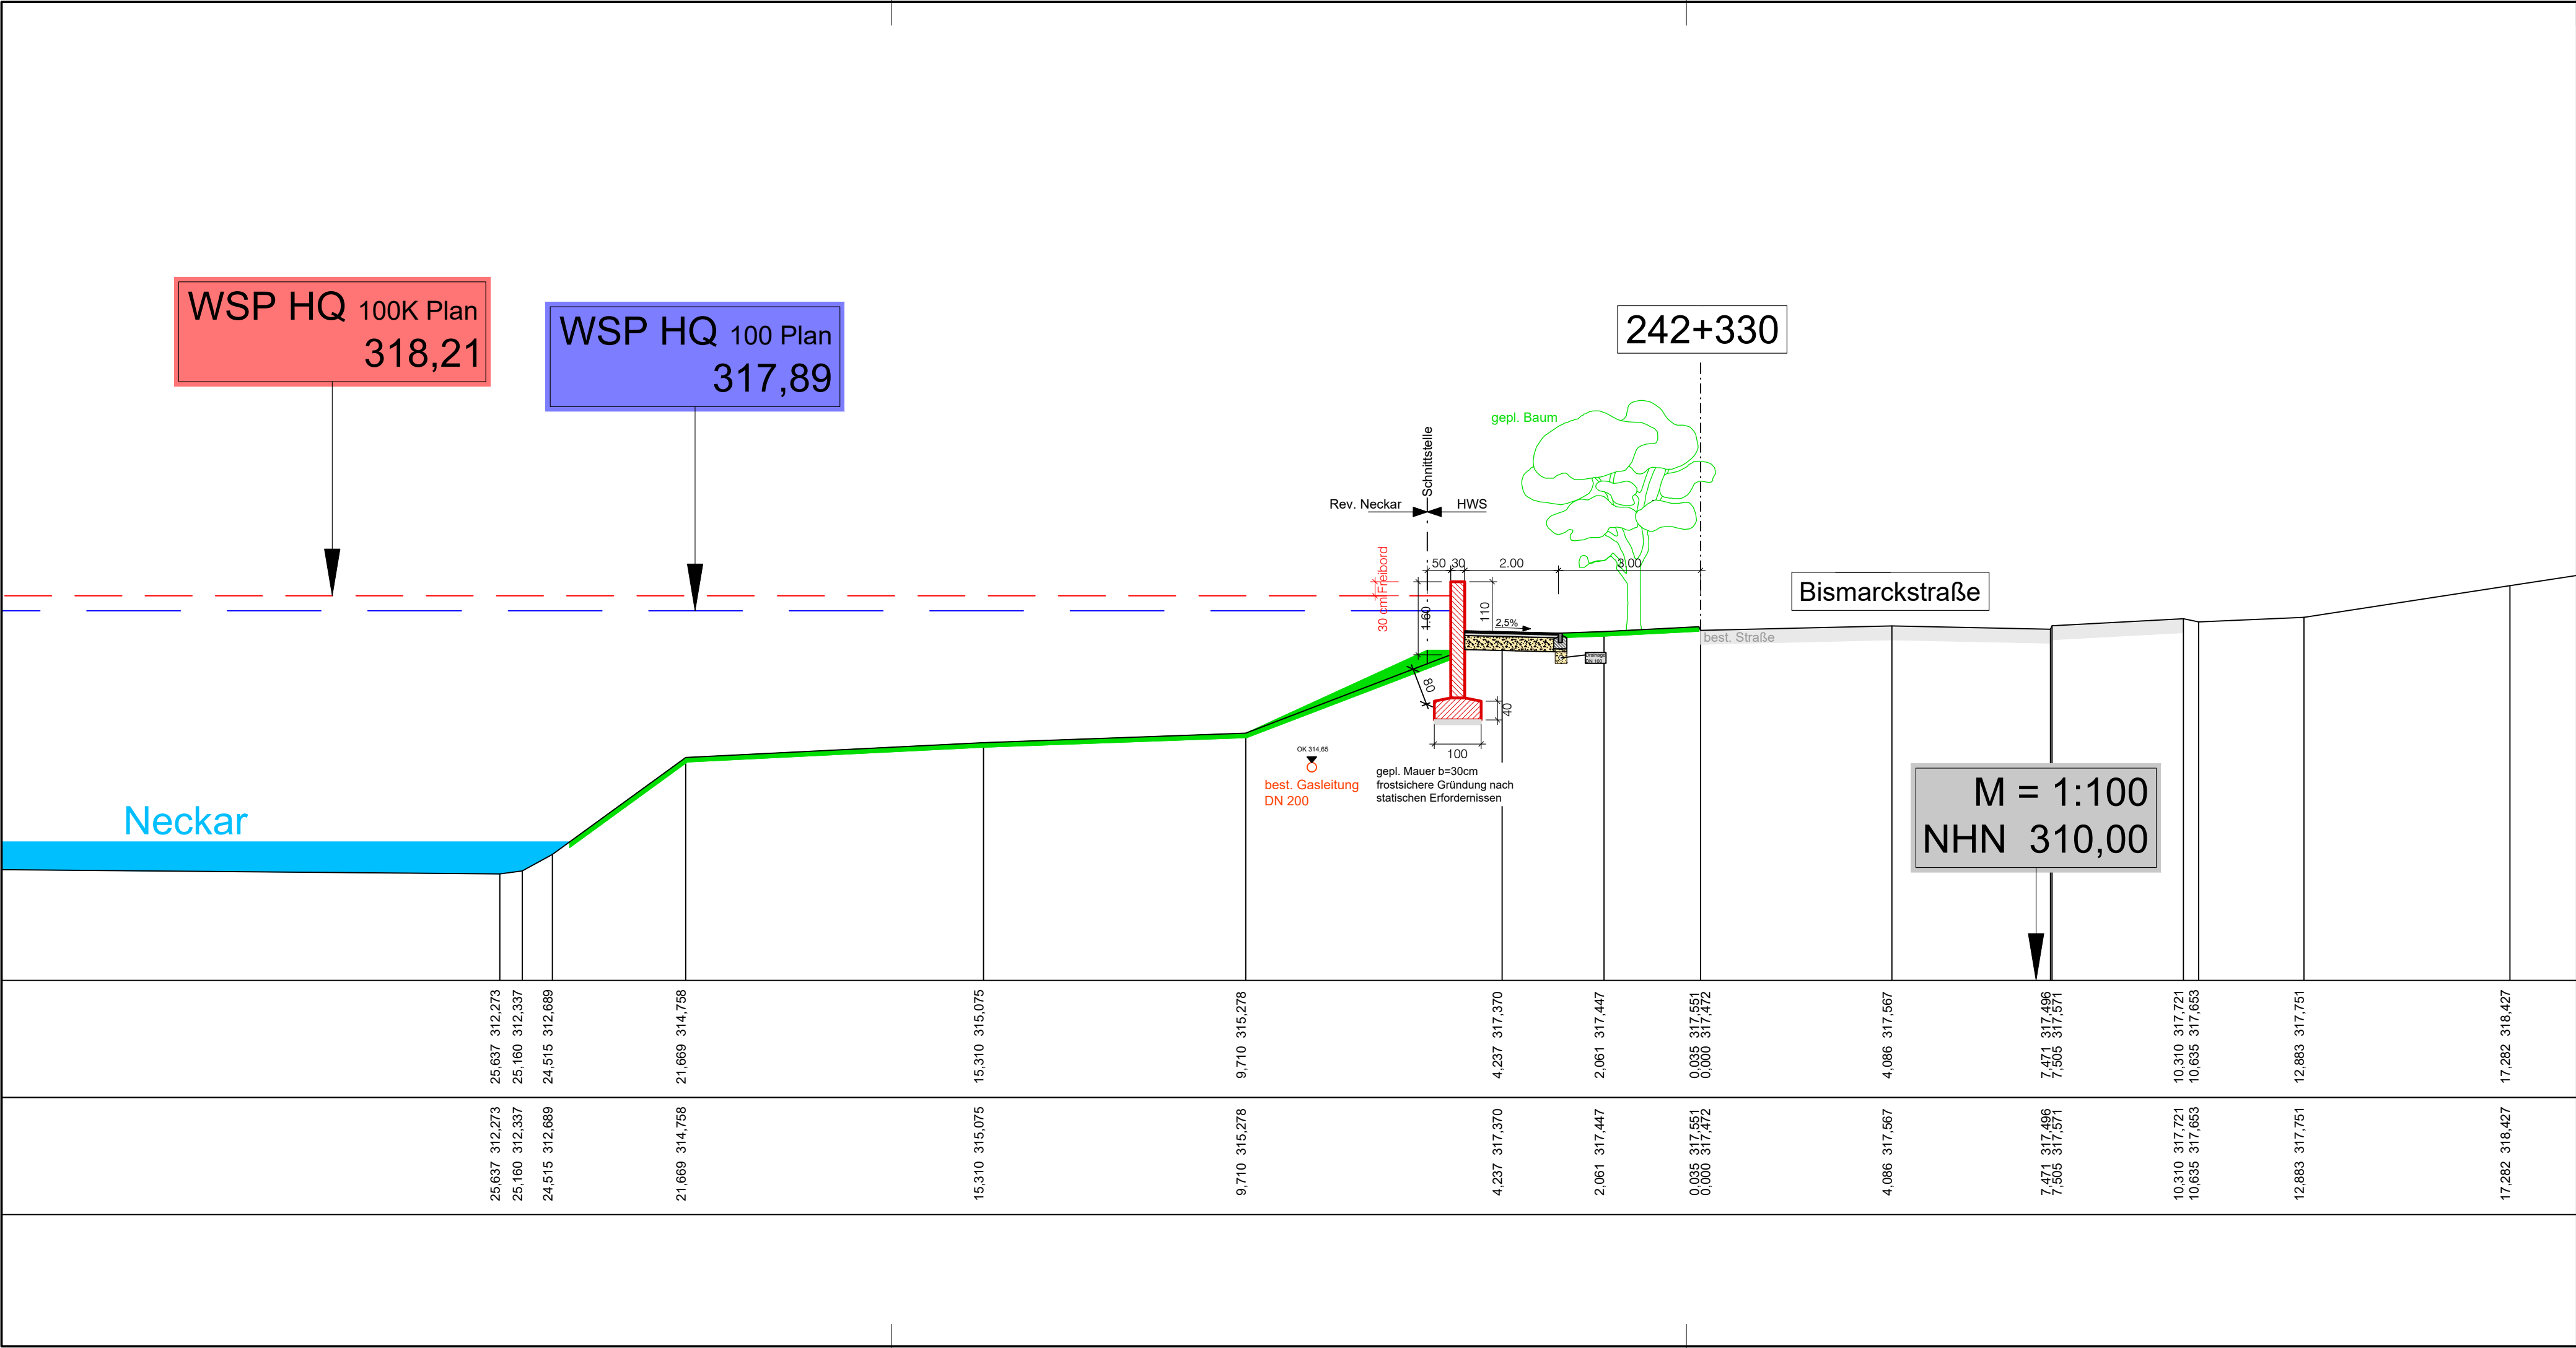 WSP HQ 100K Plan
318,21
WSP HQ 100 Plan
317,89
242+330
gepl. Baum
Schnittstelle
Rev. Neckar
HWS
30 cm Freibord
50
30
2.00
3.00
1.60
110
2,5%
Bismarckstraße
best. Straße
DN 100
80
40
100
OK 314,65
best. Gasleitung
DN 200
gepl. Mauer b=30cm
frostsichere Gründung nach
statischen Erfordernissen
Neckar
M = 1:100
NHN 310,00
25,637 312,273
25,160 312,337
24,515 312,689
21,669 314,758
15,310 315,075
9,710 315,278
4,237 317,370
2,061 317,447
0,035 317,551
0,000 317,472
4,086 317,567
7,471 317,496
7,505 317,571
10,310 317,721
10,635 317,653
12,883 317,751
17,282 318,427
25,637 312,273
25,160 312,337
24,515 312,689
21,669 314,758
15,310 315,075
9,710 315,278
4,237 317,370
2,061 317,447
0,035 317,551
0,000 317,472
4,086 317,567
7,471 317,496
7,505 317,571
10,310 317,721
10,635 317,653
12,883 317,751
17,282 318,427